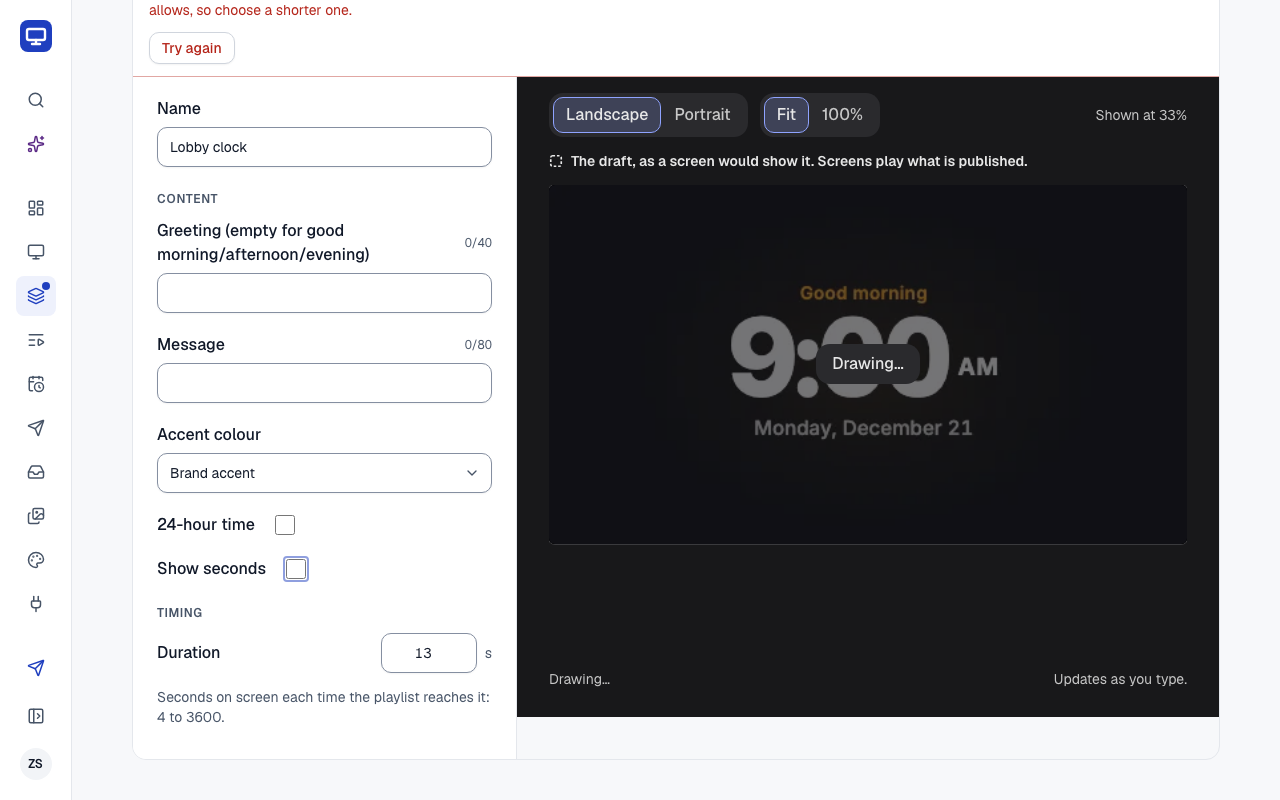 allows, so choose a shorter one.
Try again
Name
Lobby clock
CONTENT
Greeting (empty for good
morning/afternoon/evening)
0/40
Message
0/80
Accent colour
Brand accent
24-hour time
Show seconds
TIMING
Duration
13
s
Seconds on screen each time the playlist reaches it:
4 to 3600.
ZS
Landscape
Portrait
Fit
100%
Shown at 33%
The draft, as a screen would show it. Screens play what is published.
Good morning
9:00 AM
Drawing...
Monday, December 21
Drawing...
Updates as you type.